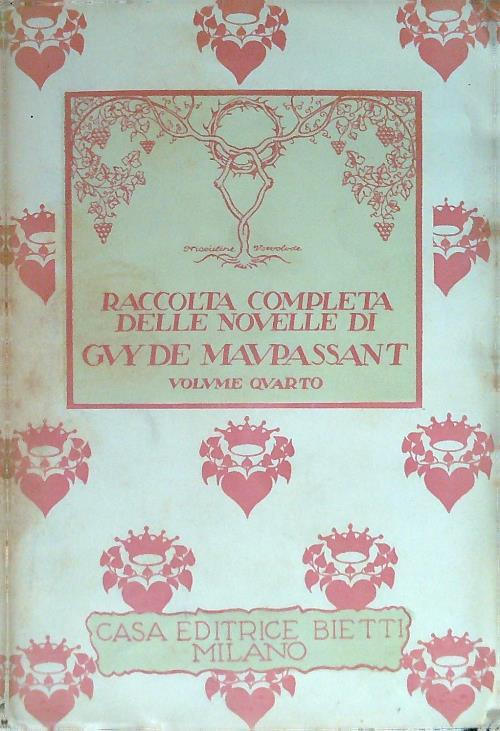 RACCOLTA COMPLETA
DELLE NOVELLE DI
GVY DE MAVPASSANT
VOLVME QVARTO
CASA EDITRICE BIETTI
MILANO